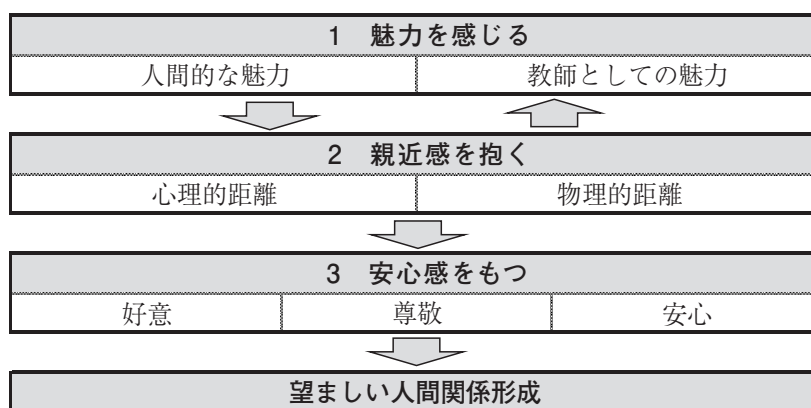 1 魅力を感じる
人間的な魅力 教師としての魅力
2 親近感を抱く
心理的距離 物理的距離
3 安心感をもつ
好意 尊敬 安心
望ましい人間関係形成